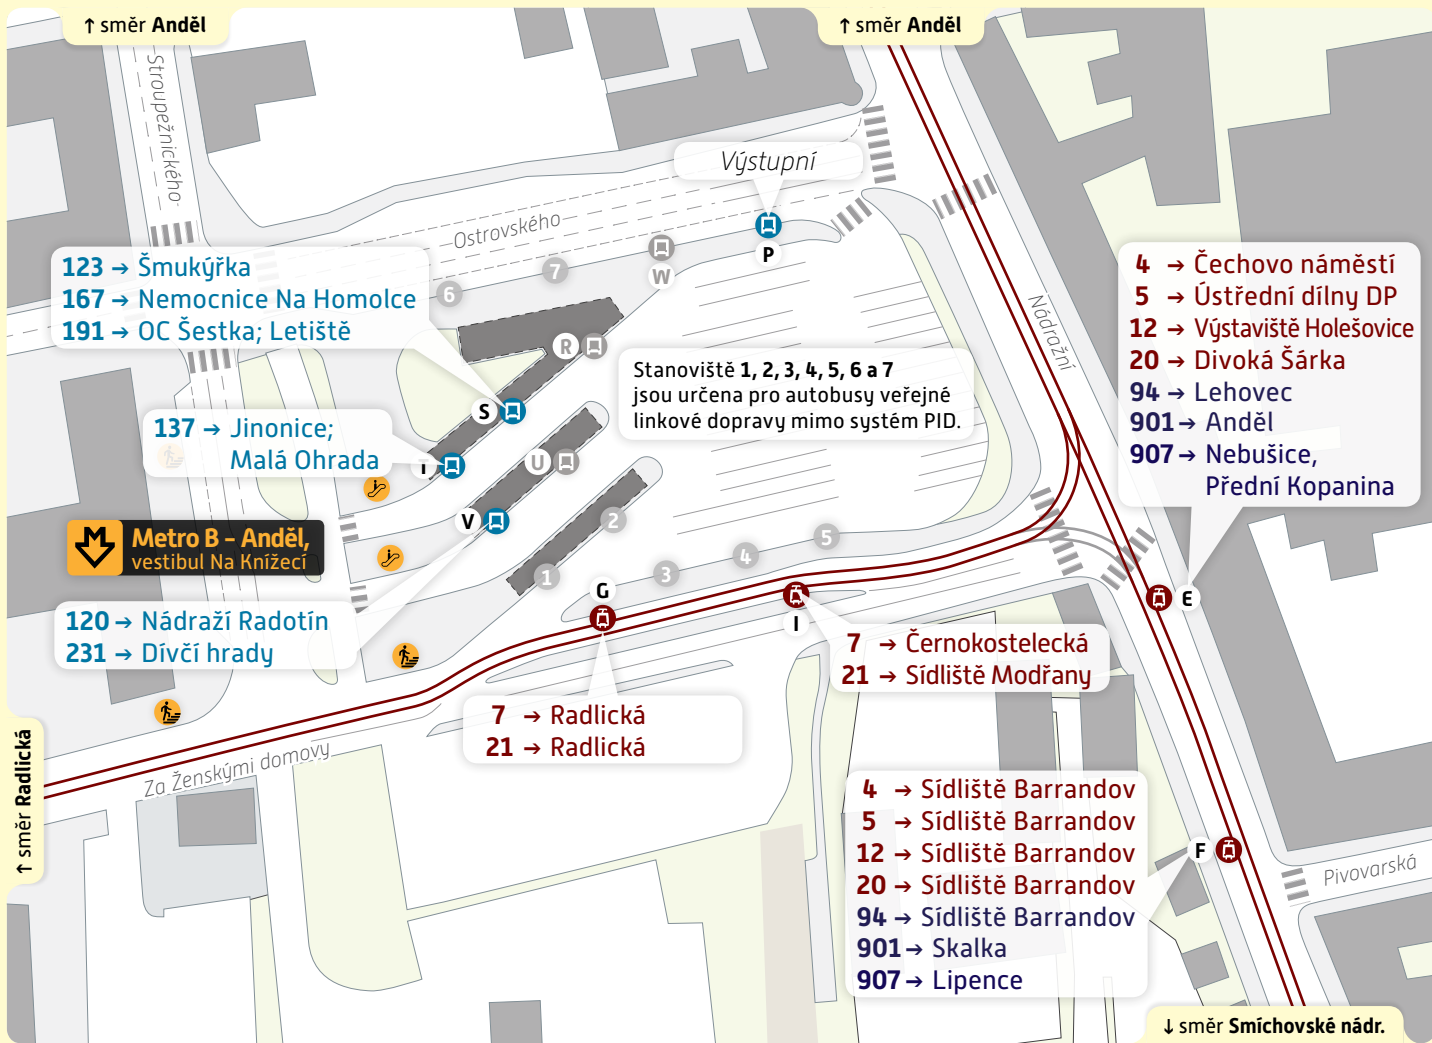 ↑ směr Anděl
↑ směr Anděl
Stroupežnického
Výstupní
Ostrovského
P
W
7
6
123 → Šmukýřka
167 → Nemocnice Na Homolce
191 → OC Šestka; Letiště
R
S
Stanoviště 1, 2, 3, 4, 5, 6 a 7
jsou určena pro autobusy veřejné
linkové dopravy mimo systém PID.
Nádražní
4 → Čechovo náměstí
5 → Ústřední dílny DP
12 → Výstaviště Holešovice
20 → Divoká Šárka
94 → Lehovec
901 → Anděl
907 → Nebušice,
Přední Kopanina
137 → Jinonice;
Malá Ohrada
T
U
V
2
1
Metro B – Anděl,
vestibul Na Knížecí
5
4
3
G
I
E
120 → Nádraží Radotín
231 → Dívčí hrady
7 → Černokostelecká
21 → Sídliště Modřany
7 → Radlická
21 → Radlická
Za Ženskými domovy
↑ směr Radlická
4 → Sídliště Barrandov
5 → Sídliště Barrandov
12 → Sídliště Barrandov
20 → Sídliště Barrandov
94 → Sídliště Barrandov
901 → Skalka
907 → Lipence
F
Pivovarská
↓ směr Smíchovské nádr.